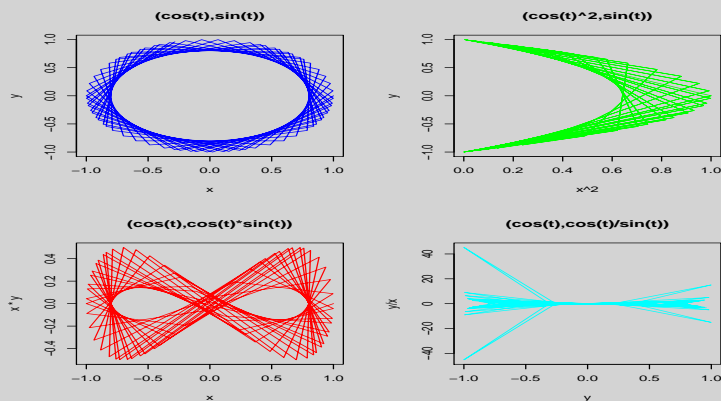 (cos(t),sin(t))
1.0
0.5
0.0
−0.5
−1.0
y
−1.0 −0.5 0.0 0.5 1.0
x
(cos(t)^2,sin(t))
1.0
0.5
0.0
−0.5
−1.0
y
0.0 0.2 0.4 0.6 0.8 1.0
x^2
(cos(t),cos(t)*sin(t))
0.4
0.2
0.0
−0.4
x*y
−1.0 −0.5 0.0 0.5 1.0
x
(cos(t),cos(t)/sin(t))
40
20
0
−20
−40
y/x
−1.0 −0.5 0.0 0.5 1.0
y